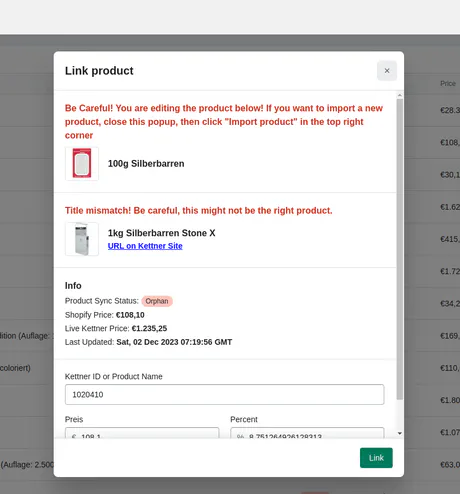 Link product
×
Price
Be Careful! You are editing the product below! If you want to import a new
product, close this popup, then click "Import product" in the top right
corner
100g Silberbarren
Title mismatch! Be careful, this might not be the right product.
1kg Silberbarren Stone X
URL on Kettner Site
Info
Product Sync Status: Orphan
Shopify Price: €108,10
Live Kettner Price: €1.235,25
Last Updated: Sat, 02 Dec 2023 07:19:56 GMT
Kettner ID or Product Name
1020410
Preis Percent
€ 108.1 % 8.751264926128313
Link
€28.3
€108,
€30,1
€1.62
€415,
€1.72
€34,2
dition (Auflage: €169,
coloriert) €110,
€1.80
€1.07
(Auflage: 2.500 €63.0